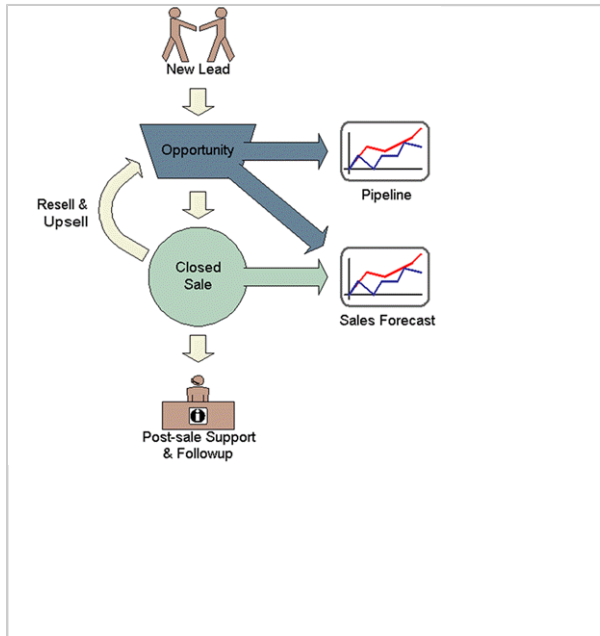 New Lead
Opportunity
Pipeline
Resell &
Upsell
Closed
Sale
Sales Forecast
i
Post-sale Support
& Followup